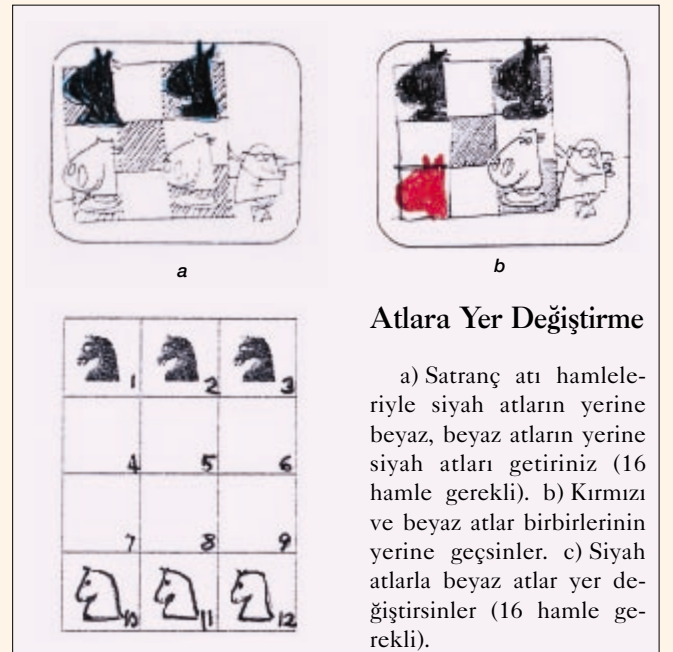 a
b
Atlara Yer Değiştirme
a) Satranç atı hamlele-
riyle siyah atların yerine
beyaz, beyaz atların yerine
siyah atları getiriniz (16
hamle gerekli). b) Kırmızı
ve beyaz atlar birbirlerinin
yerine geçsinler. c) Siyah
atlarla beyaz atlar yer de-
ğiştirsinler (16 hamle ge-
rekli).
1 2 3
4 5 6
7 8 9
10 11 12